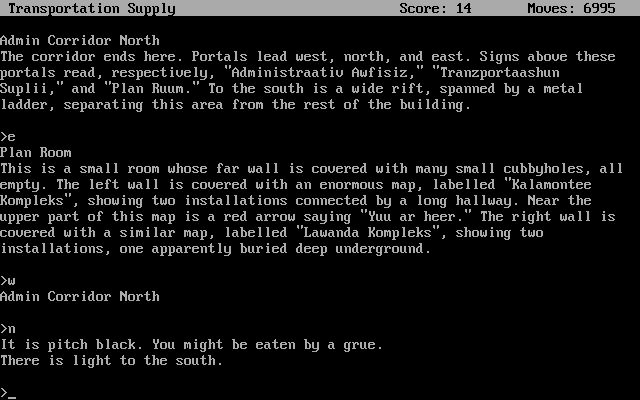 Transportation Supply Score: 14 Moves: 6995
Admin Corridor North
The corridor ends here. Portals lead west, north, and east. Signs above these
portals read, respectively, "Administraativ Awfisiz," "Tranzportaashun
Suplii," and "Plan Ruum." To the south is a wide rift, spanned by a metal
ladder, separating this area from the rest of the building.
>e
Plan Room
This is a small room whose far wall is covered with many small cubbyholes, all
empty. The left wall is covered with an enormous map, labelled "Kalamontee
Kompleks", showing two installations connected by a long hallway. Near the
upper part of this map is a red arrow saying "Yuu ar heer." The right wall is
covered with a similar map, labelled "Lawanda Kompleks", showing two
installations, one apparently buried deep underground.
>w
Admin Corridor North
>n
It is pitch black. You might be eaten by a grue.
There is light to the south.
>_